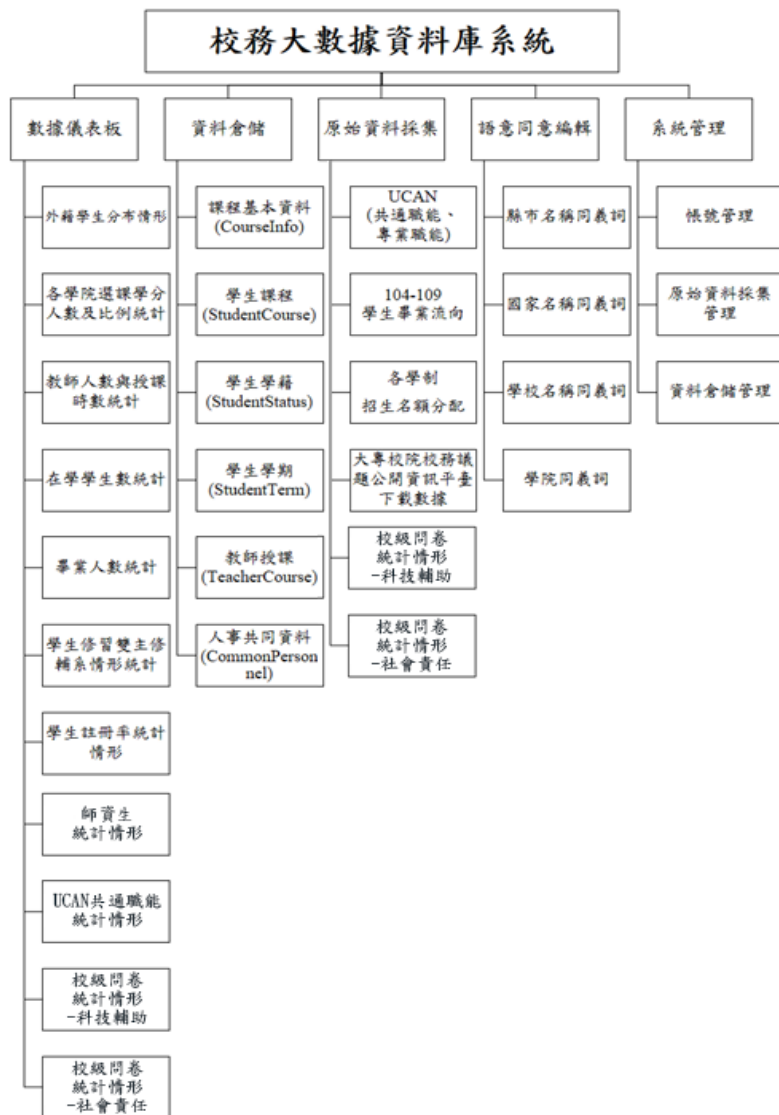 校務大數據資料庫系統
數據儀表板
外籍學生分布情形
各學院選課學分
人數及比例統計
教師人數與授課
時數統計
在學學生數統計
畢業人數統計
學生修習雙主修
輔系情形統計
學生註冊率統計
情形
師資生
統計情形
UCAN共通職能
統計情形
校級問卷
統計情形
-科技輔助
校級問卷
統計情形
-社會責任
資料倉儲
課程基本資料
(CourseInfo)
學生課程
(StudentCourse)
學生學籍
(StudentStatus)
學生學期
(StudentTerm)
教師授課
(TeacherCourse)
人事共同資料
(CommonPerson
nel)
原始資料採集
UCAN
(共通職能、
專業職能)
104-109
學生畢業流向
各學制
招生名額分配
大專校院校務議
題公開資訊平臺
下載數據
校級問卷
統計情形
-科技輔助
校級問卷
統計情形
-社會責任
語意同意編輯
縣市名稱同義詞
國家名稱同義詞
學校名稱同義詞
學院同義詞
系統管理
帳號管理
原始資料採集
管理
資料倉儲管理